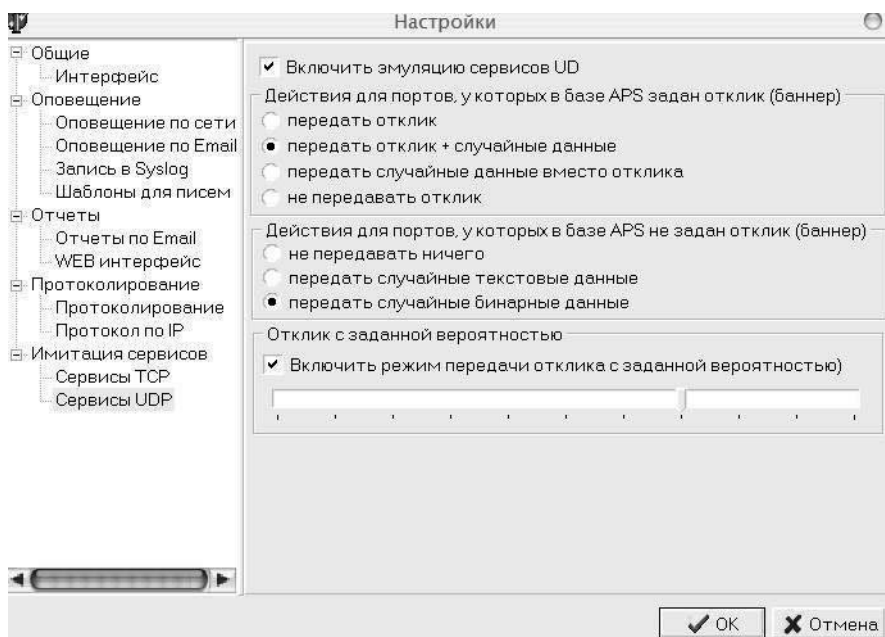 Настройки
Общие
Интерфейс
Оповещение
Оповещение по сети
Оповещение по Email
Запись в Syslog
Шаблоны для писем
Отчеты
Отчеты по Email
WEB интерфейс
Протоколирование
Протоколирование
Протокол по IP
Имитация сервисов
Сервисы TCP
Сервисы UDP
Включить эмуляцию сервисов UD
Действия для портов, у которых в базе APS задан отклик (баннер)
передать отклик
передать отклик + случайные данные
передать случайные данные вместо отклика
не передавать отклик
Действия для портов, у которых в базе APS не задан отклик (баннер)
не передавать ничего
передать случайные текстовые данные
передать случайные бинарные данные
Отклик с заданной вероятностью
Включить режим передачи отклика с заданной вероятностью)
OK
Отмена